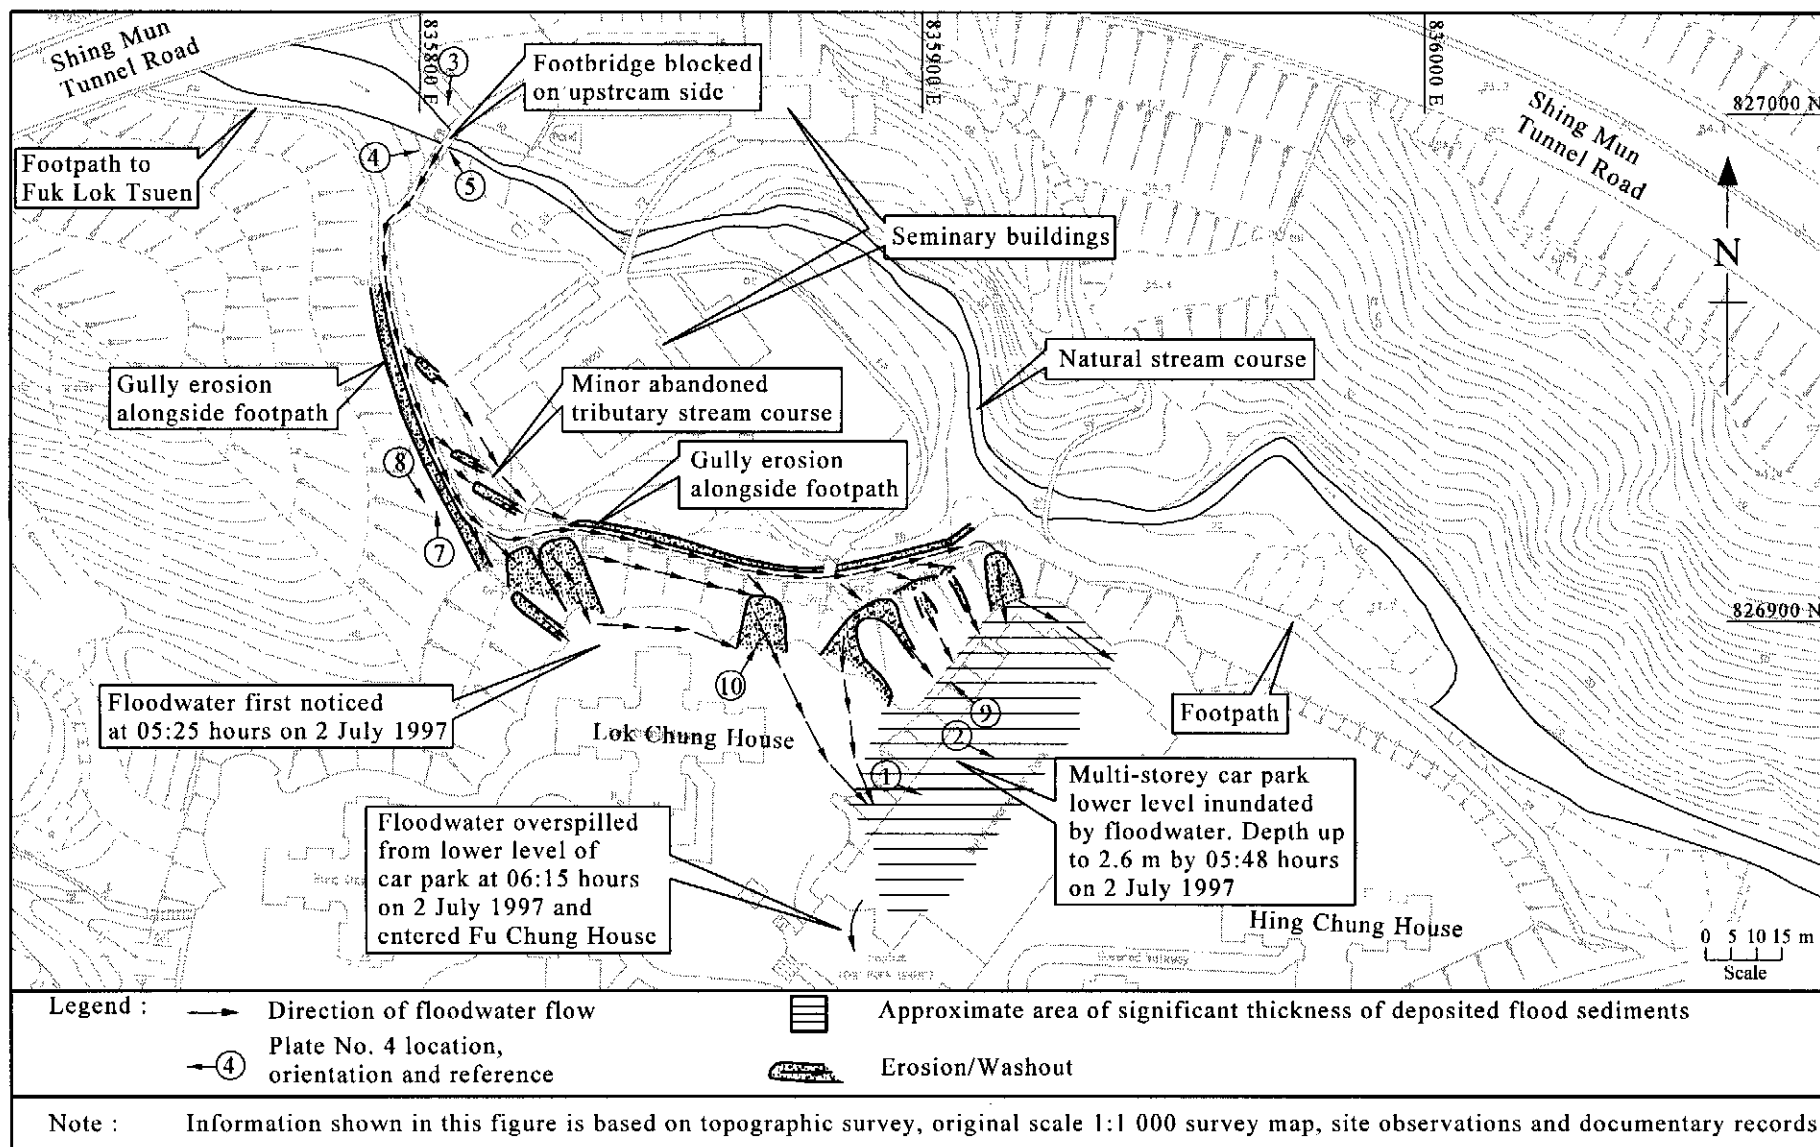 Shing Mun
Tunnel Road
835800 E
3
Footbridge blocked
on upstream side
835900 E
836000 E
827000 N
Shing Mun
Tunnel Road
Footpath to
Fuk Lok Tsuen
4
5
Seminary buildings
N
Natural stream course
Gully erosion
alongside footpath
Minor abandoned
tributary stream course
8
Gully erosion
alongside footpath
7
826900 N
10
Floodwater first noticed
at 05:25 hours on 2 July 1997
Lok Chung House
9
Footpath
2
1
Multi-storey car park
lower level inundated
by floodwater. Depth up
to 2.6 m by 05:48 hours
on 2 July 1997
Floodwater overspilled
from lower level of
car park at 06:15 hours
on 2 July 1997 and
entered Fu Chung House
Hing Chung House
0 5 10 15 m
Scale
Legend :
Direction of floodwater flow
Approximate area of significant thickness of deposited flood sediments
4
Plate No. 4 location,
orientation and reference
Erosion/Washout
Note : Information shown in this figure is based on topographic survey, original scale 1:1 000 survey map, site observations and documentary records